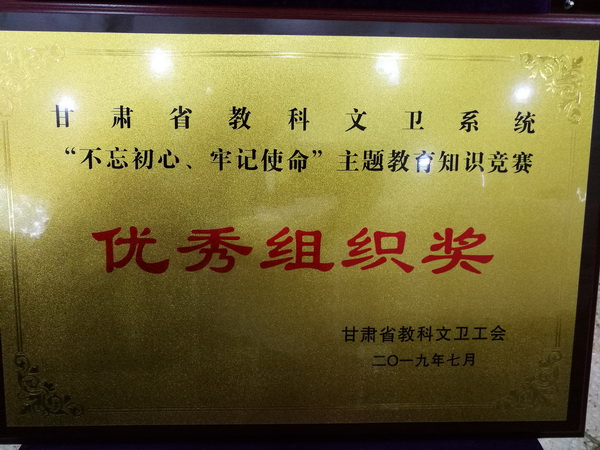 甘肃省教科文卫系统
“不忘初心、牢记使命”主题教育知识竞赛
优秀组织奖
甘肃省教科文卫工会
二〇一九年七月